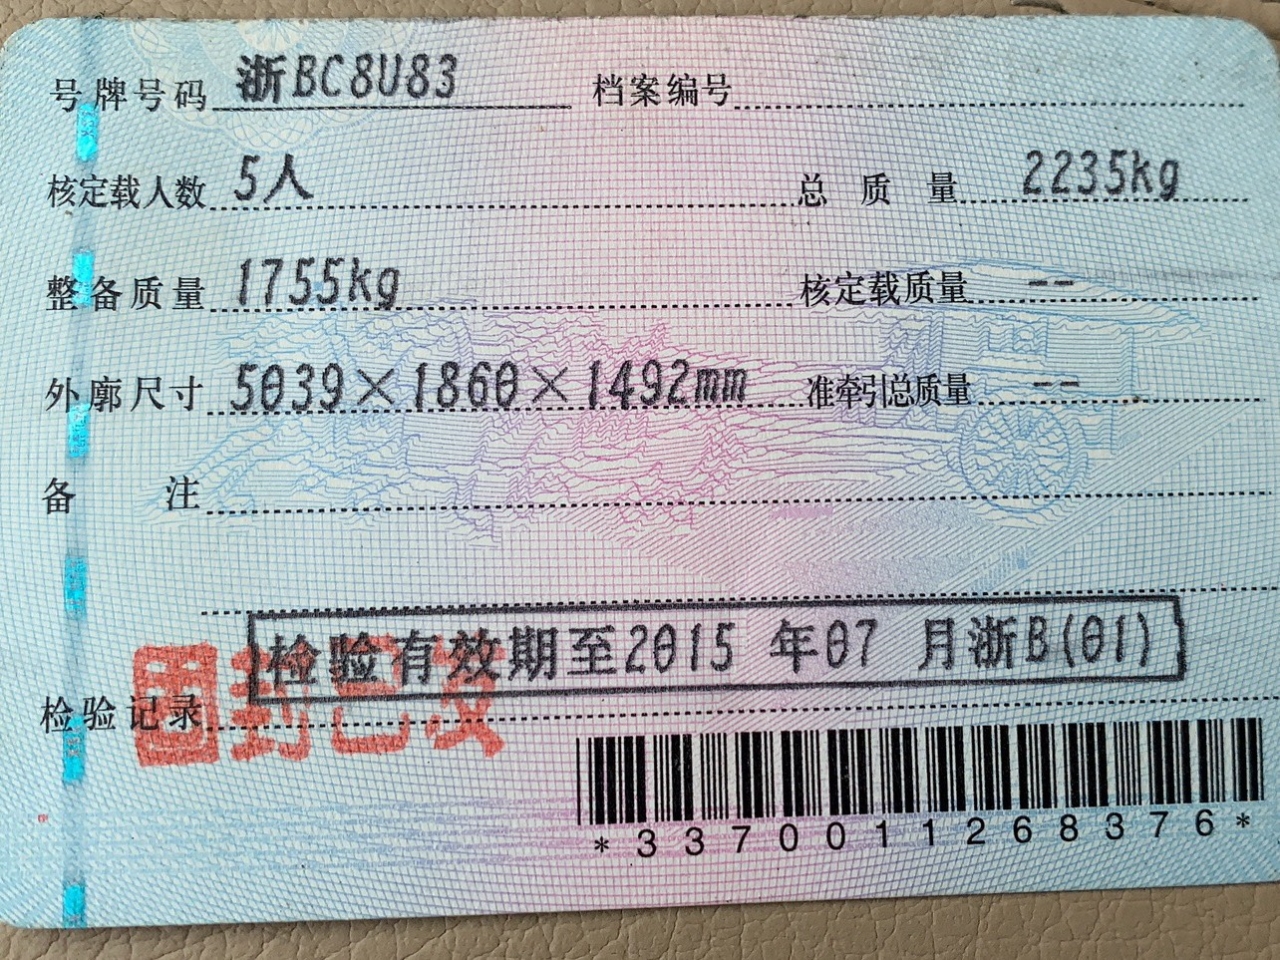 号牌号码 浙BC8U83 档案编号
核定载人数 5人 总质量 2235kg
整备质量 1755kg 核定载质量 --
外廓尺寸 5039×1860×1492mm 准牵引总质量 --
备注
检验有效期至2015 年07 月浙B(01)
检验记录
*3370011268376*